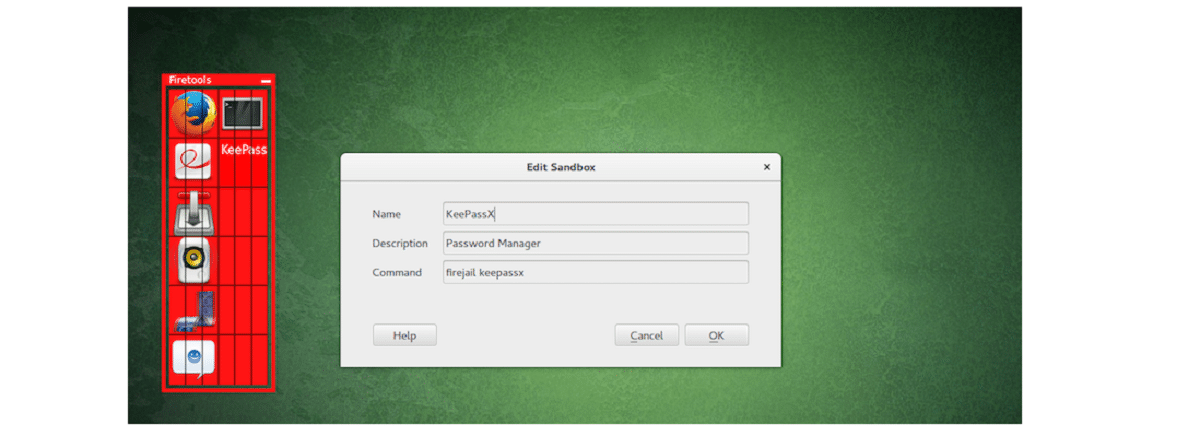 Firetools
KeePass
Edit Sandbox
Name
KeePassX
Description
Password Manager
Command
firejail keepassx
Help
Cancel
OK